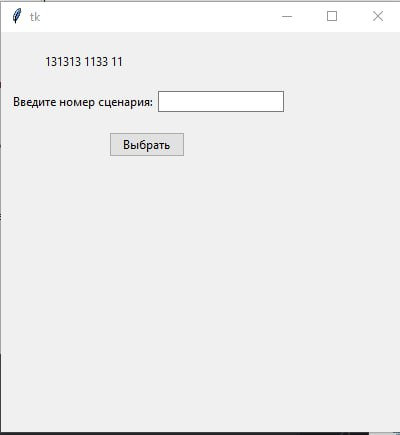 tk
131313 1133 11
Введите номер сценария:
Выбрать